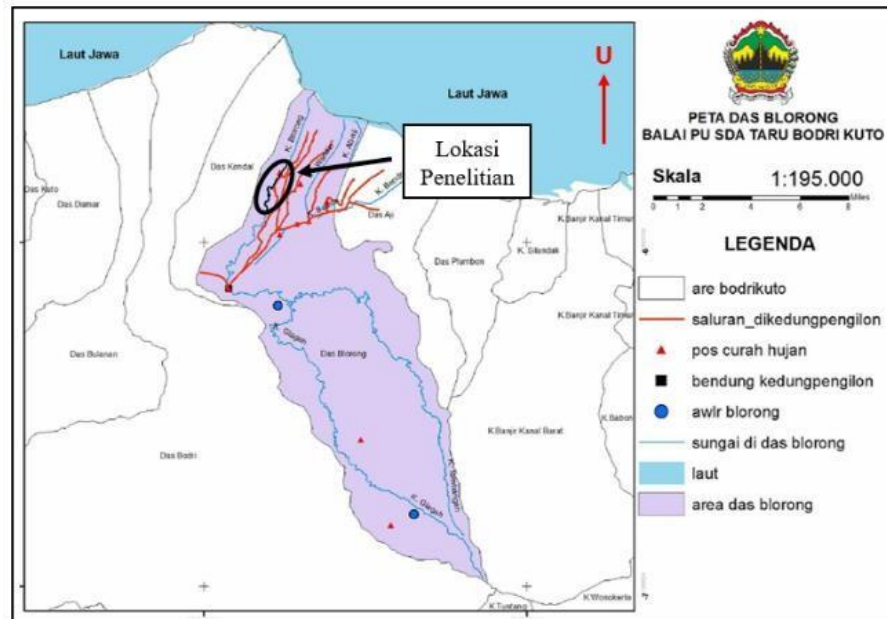 Laut Jawa
Laut Jawa
U
PETA DAS BLORONG
BALAI PU SDA TARU BODRI KUTO
Skala
1:195.000
0 1 2 4 6 8
Miles
LEGENDA
are bodrikuto
saluran_dikedungpengilon
pos curah hujan
bendung kedungpengilon
awlr blorong
sungai di das blorong
laut
area das blorong
Lokasi
Penelitian
K. Blorong
Das Kendal
Das Kuto
Das Damar
Das Aji
Das Plumbon
K. Silandak
K.Banjir Kanal Timur
K.Banjir Kanal Timur
K. Babon
K.Banjir Kanal Barat
Das Bulanan
Das Blorong
Das Bodri
K. Glagah
K. Glagah
K.Tuntang